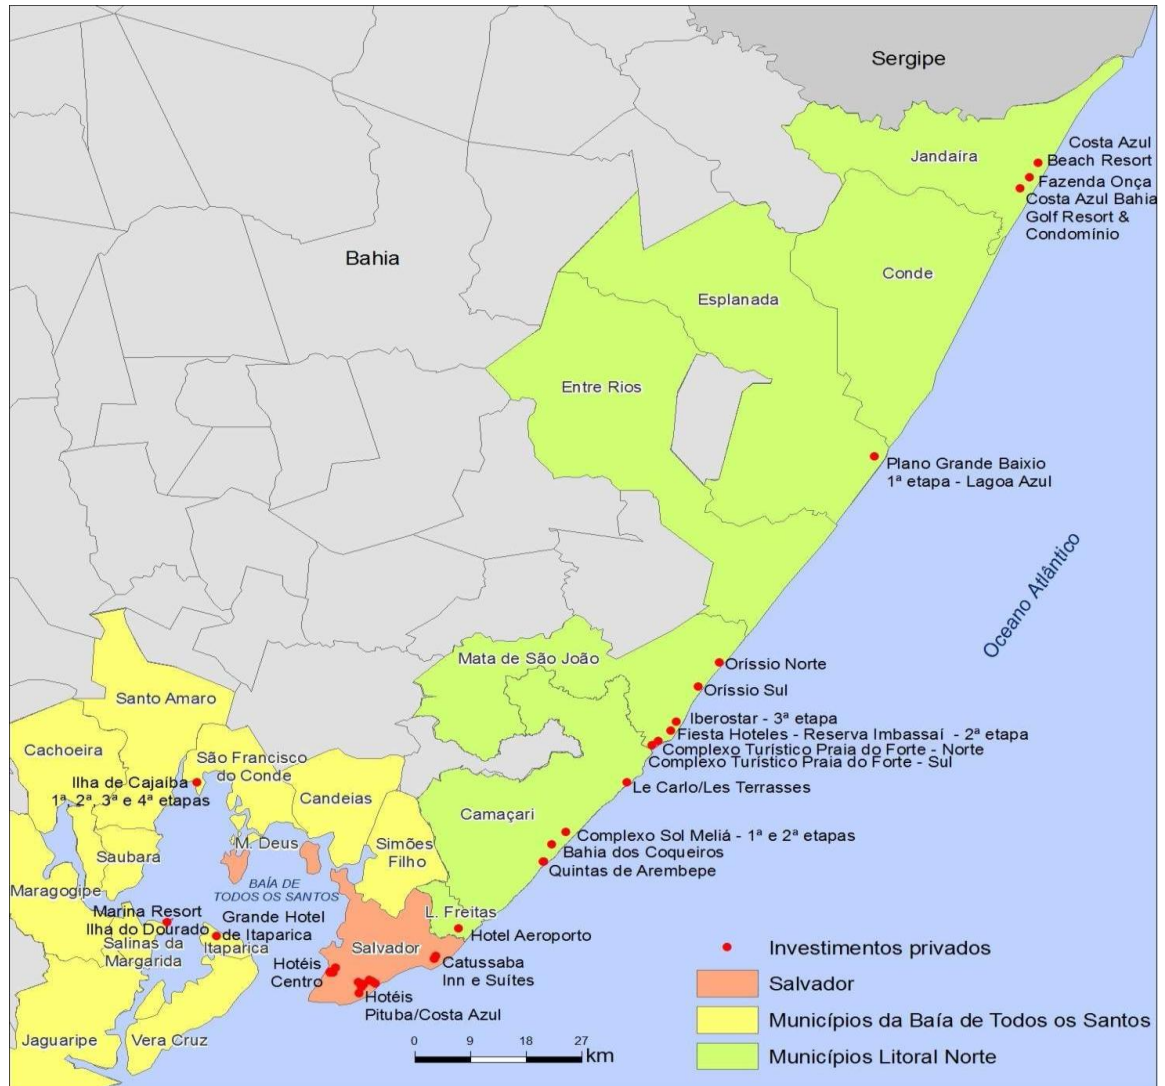 Sergipe
Jandaíra
Costa Azul
Beach Resort
Fazenda Onça
Costa Azul Bahia
Golf Resort &
Condomínio
Bahia
Conde
Esplanada
Entre Rios
Plano Grande Baixio
1ª etapa - Lagoa Azul
Oceano Atlântico
Mata de São João
Oríssio Norte
Oríssio Sul
Santo Amaro
Iberostar - 3ª etapa
Fiesta Hoteles - Reserva Imbassaí - 2ª etapa
Complexo Turístico Praia do Forte - Norte
Complexo Turístico Praia do Forte - Sul
Cachoeira
São Francisco
do Conde
Ilha de Cajaíba
1ª, 2ª, 3ª e 4ª etapas
Candeias
Le Carlo/Les Terrasses
Camaçari
Complexo Sol Meliá - 1ª e 2ª etapas
Bahia dos Coqueiros
Quintas de Arembepe
M. Deus
Simões
Filho
Saubara
BAÍA DE
TODOS OS SANTOS
Maragogipe
Marina Resort
Ilha do Dourado
Grande Hotel
de Itaparica
L. Freitas
Hotel Aeroporto
Salinas da
Margarida
Itaparica
Salvador
Hotéis
Centro
Catussaba
Inn e Suítes
Hotéis
Pituba/Costa Azul
Jaguaripe
Vera Cruz
0 9 18 27
km
Investimentos privados
Salvador
Municípios da Baía de Todos os Santos
Municípios Litoral Norte